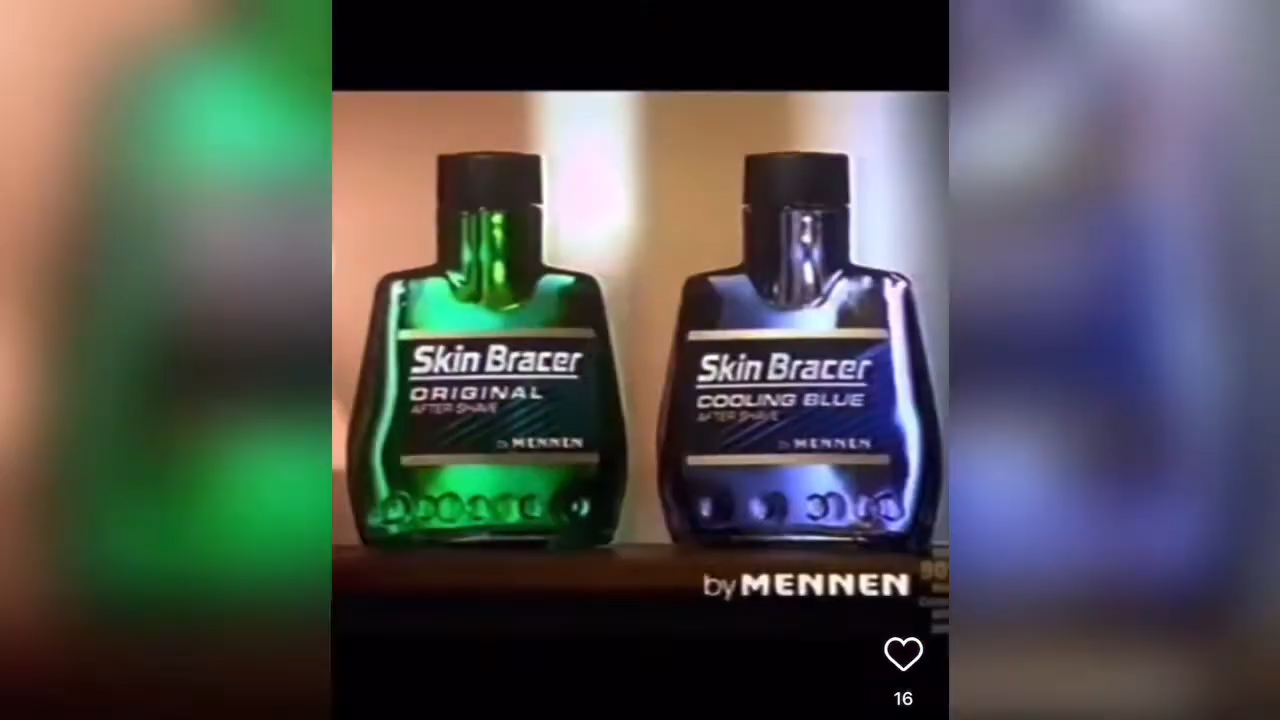 Skin Bracer
ORIGINAL
AFTER SHAVE
by MENNEN
Skin Bracer
COOLING BLUE
AFTER SHAVE
by MENNEN
by MENNEN
16